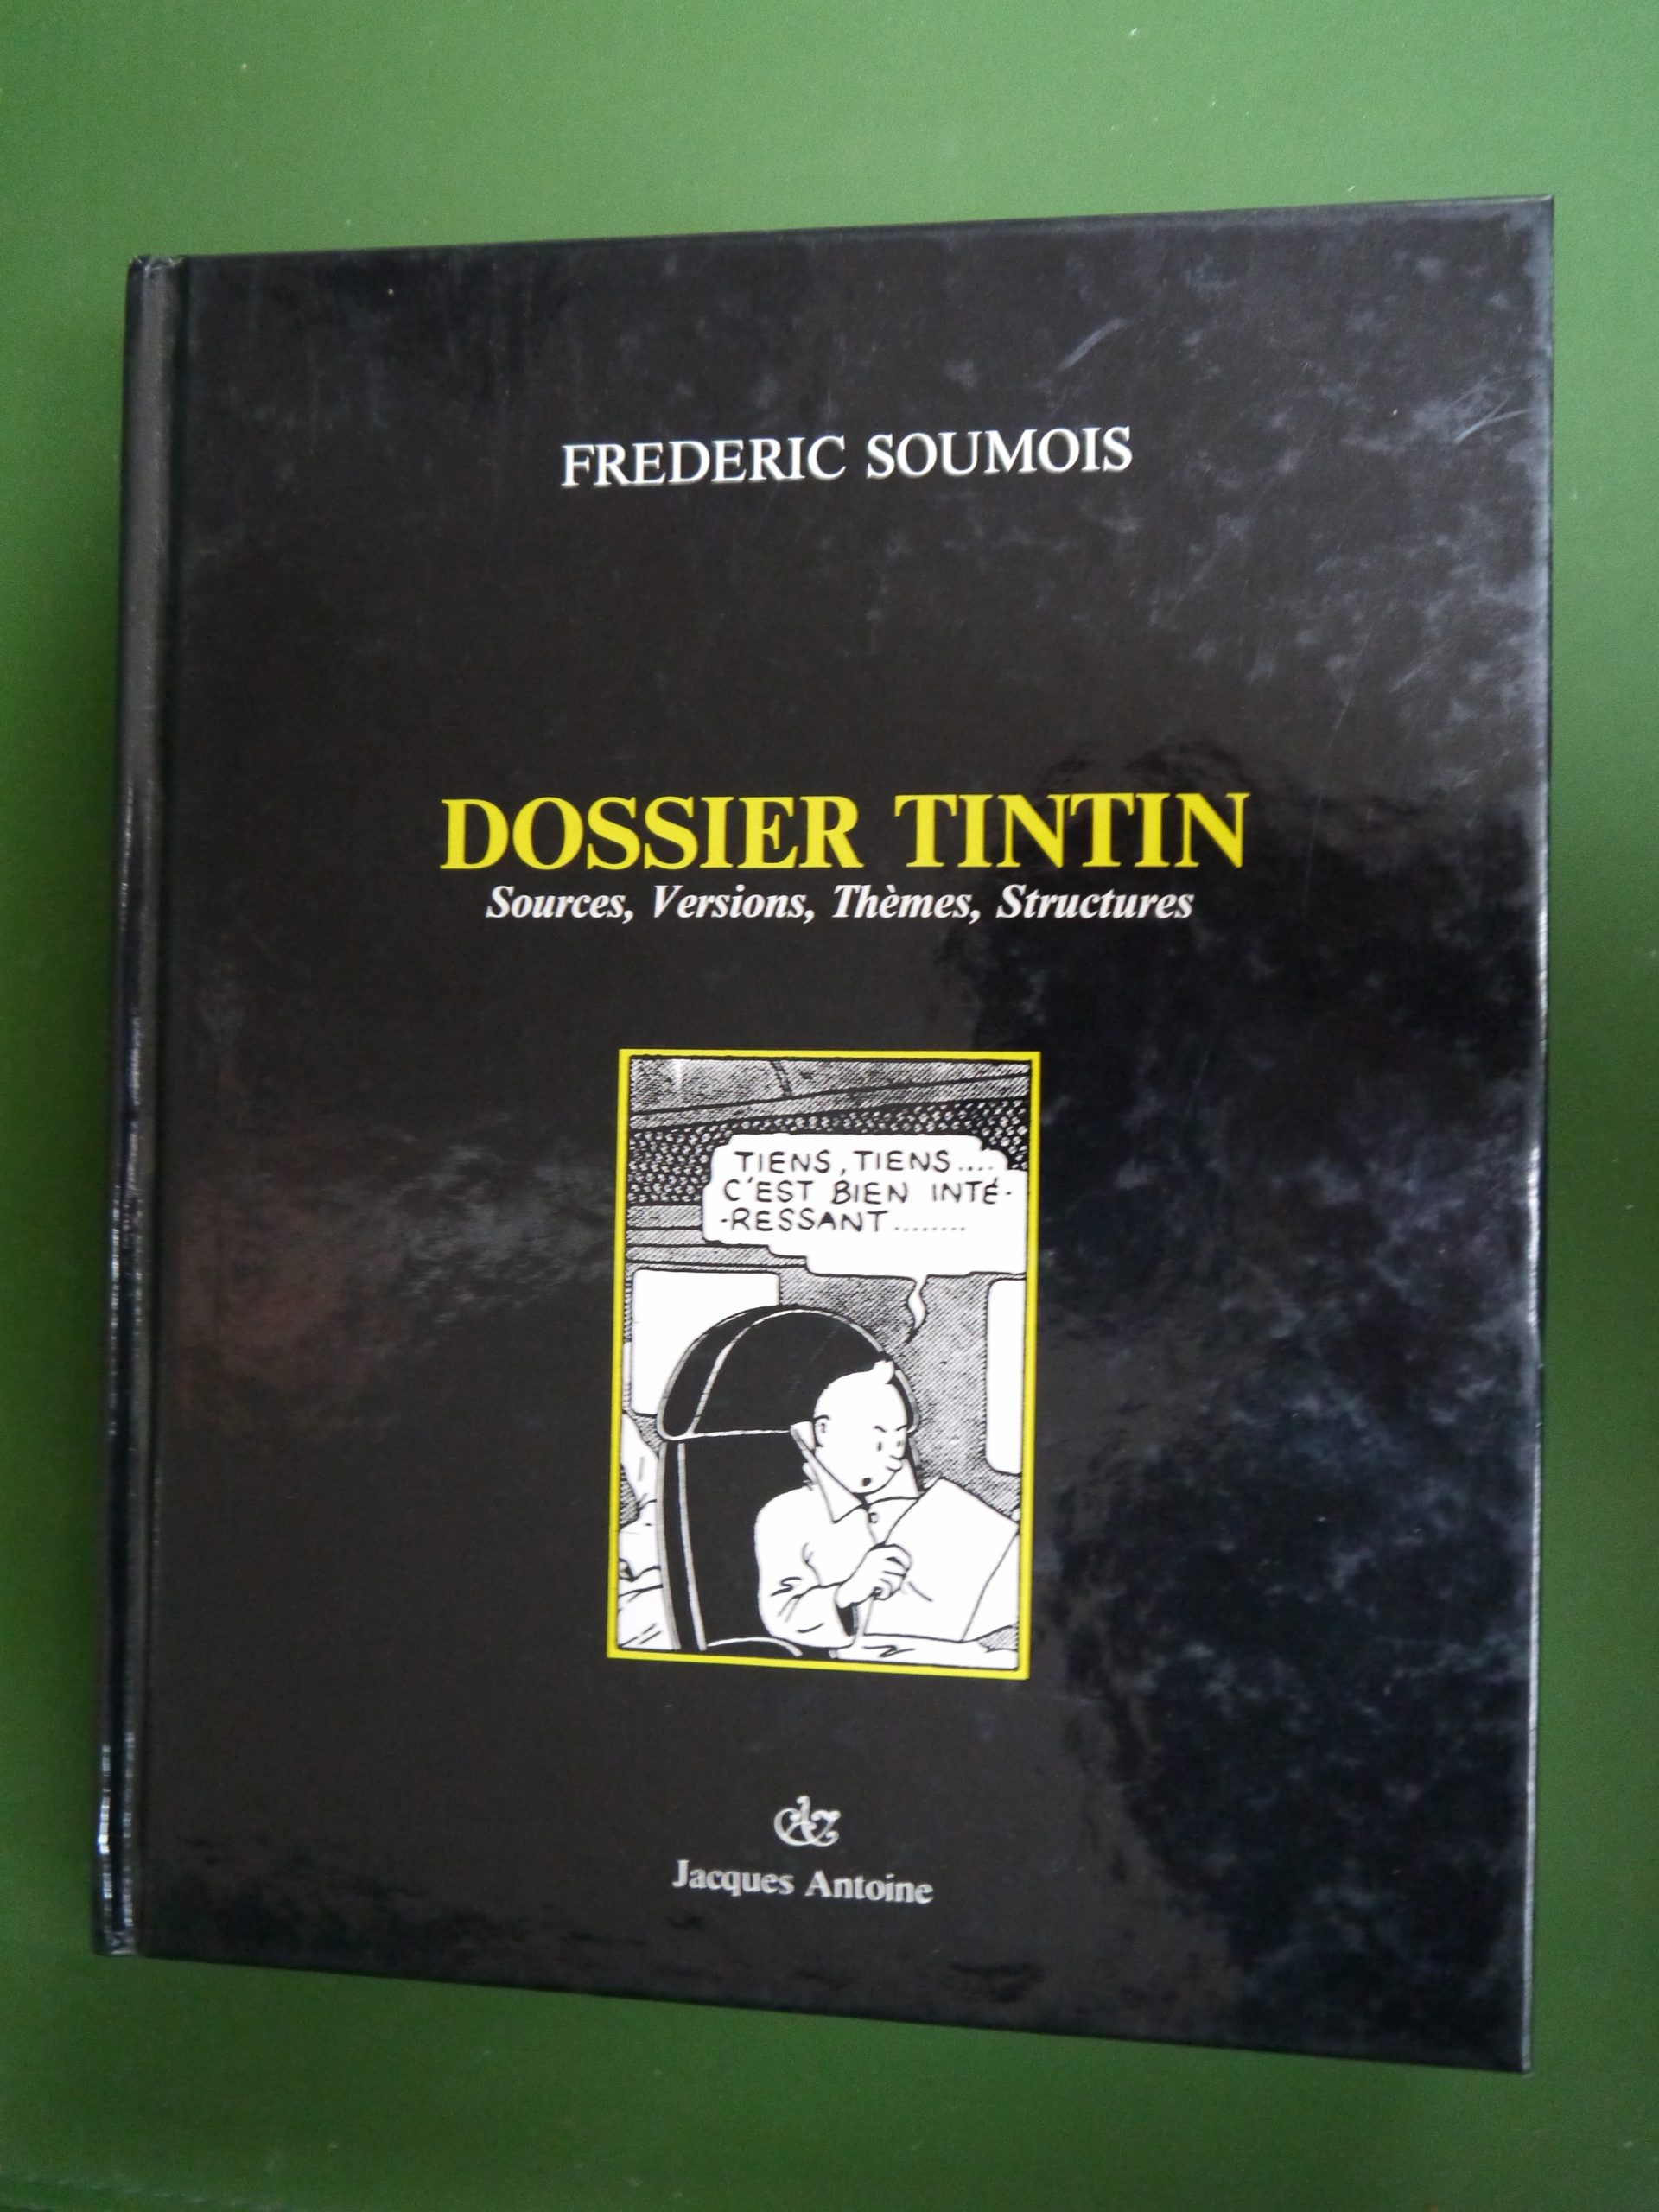 FREDERIC SOUMOIS
DOSSIER TINTIN
Sources, Versions, Thèmes, Structures
TIENS, TIENS....
C'EST BIEN INTÉ-
-RESSANT........
Jacques Antoine